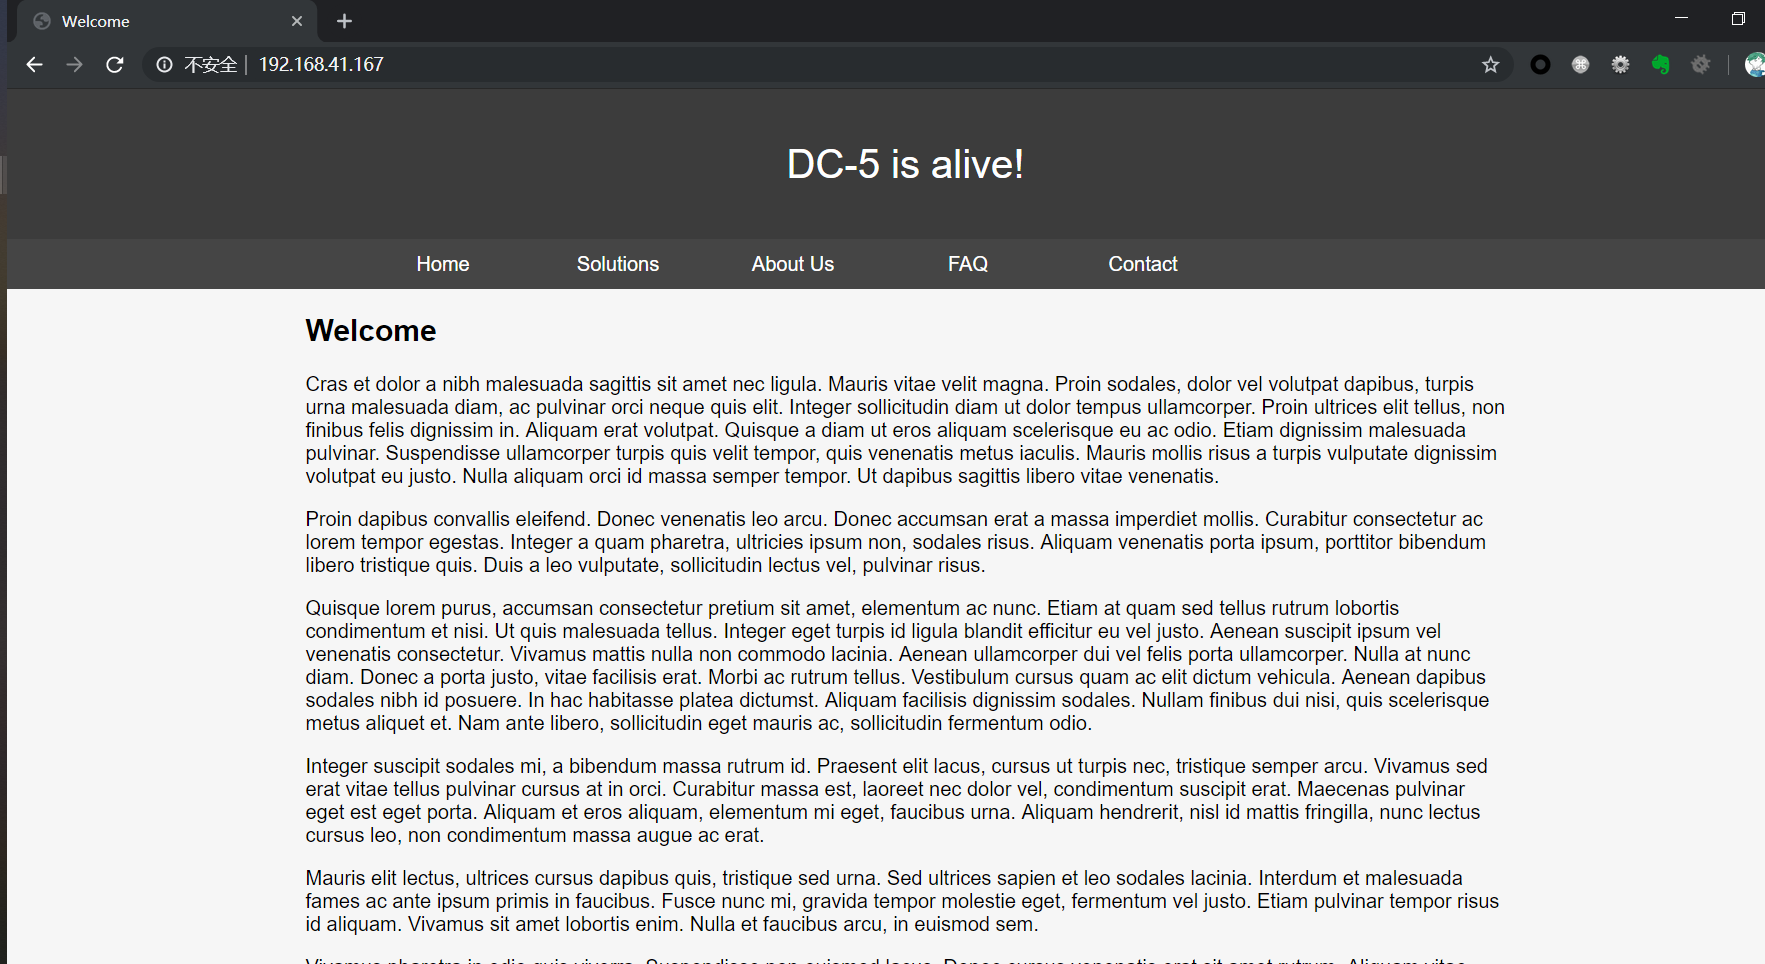 Welcome
不安全 192.168.41.167
DC-5 is alive!
Home Solutions About Us FAQ Contact
Welcome
Cras et dolor a nibh malesuada sagittis sit amet nec ligula. Mauris vitae velit magna. Proin sodales, dolor vel volutpat dapibus, turpis
urna malesuada diam, ac pulvinar orci neque quis elit. Integer sollicitudin diam ut dolor tempus ullamcorper. Proin ultrices elit tellus, non
finibus felis dignissim in. Aliquam erat volutpat. Quisque a diam ut eros aliquam scelerisque eu ac odio. Etiam dignissim malesuada
pulvinar. Suspendisse ullamcorper turpis quis velit tempor, quis venenatis metus iaculis. Mauris mollis risus a turpis vulputate dignissim
volutpat eu justo. Nulla aliquam orci id massa semper tempor. Ut dapibus sagittis libero vitae venenatis.
Proin dapibus convallis eleifend. Donec venenatis leo arcu. Donec accumsan erat a massa imperdiet mollis. Curabitur consectetur ac
lorem tempor egestas. Integer a quam pharetra, ultricies ipsum non, sodales risus. Aliquam venenatis porta ipsum, porttitor bibendum
libero tristique quis. Duis a leo vulputate, sollicitudin lectus vel, pulvinar risus.
Quisque lorem purus, accumsan consectetur pretium sit amet, elementum ac nunc. Etiam at quam sed tellus rutrum lobortis
condimentum et nisi. Ut quis malesuada tellus. Integer eget turpis id ligula blandit efficitur eu vel justo. Aenean suscipit ipsum vel
venenatis consectetur. Vivamus mattis nulla non commodo lacinia. Aenean ullamcorper dui vel felis porta ullamcorper. Nulla at nunc
diam. Donec a porta justo, vitae facilisis erat. Morbi ac rutrum tellus. Vestibulum cursus quam ac elit dictum vehicula. Aenean dapibus
sodales nibh id posuere. In hac habitasse platea dictumst. Aliquam facilisis dignissim sodales. Nullam finibus dui nisi, quis scelerisque
metus aliquet et. Nam ante libero, sollicitudin eget mauris ac, sollicitudin fermentum odio.
Integer suscipit sodales mi, a bibendum massa rutrum id. Praesent elit lacus, cursus ut turpis nec, tristique semper arcu. Vivamus sed
erat vitae tellus pulvinar cursus at in orci. Curabitur massa est, laoreet nec dolor vel, condimentum suscipit erat. Maecenas pulvinar
eget est eget porta. Aliquam et eros aliquam, elementum mi eget, faucibus urna. Aliquam hendrerit, nisl id mattis fringilla, nunc lectus
cursus leo, non condimentum massa augue ac erat.
Mauris elit lectus, ultrices cursus dapibus quis, tristique sed urna. Sed ultrices sapien et leo sodales lacinia. Interdum et malesuada
fames ac ante ipsum primis in faucibus. Fusce nunc mi, gravida tempor molestie eget, fermentum vel justo. Etiam pulvinar tempor risus
id aliquam. Vivamus sit amet lobortis enim. Nulla et faucibus arcu, in euismod sem.